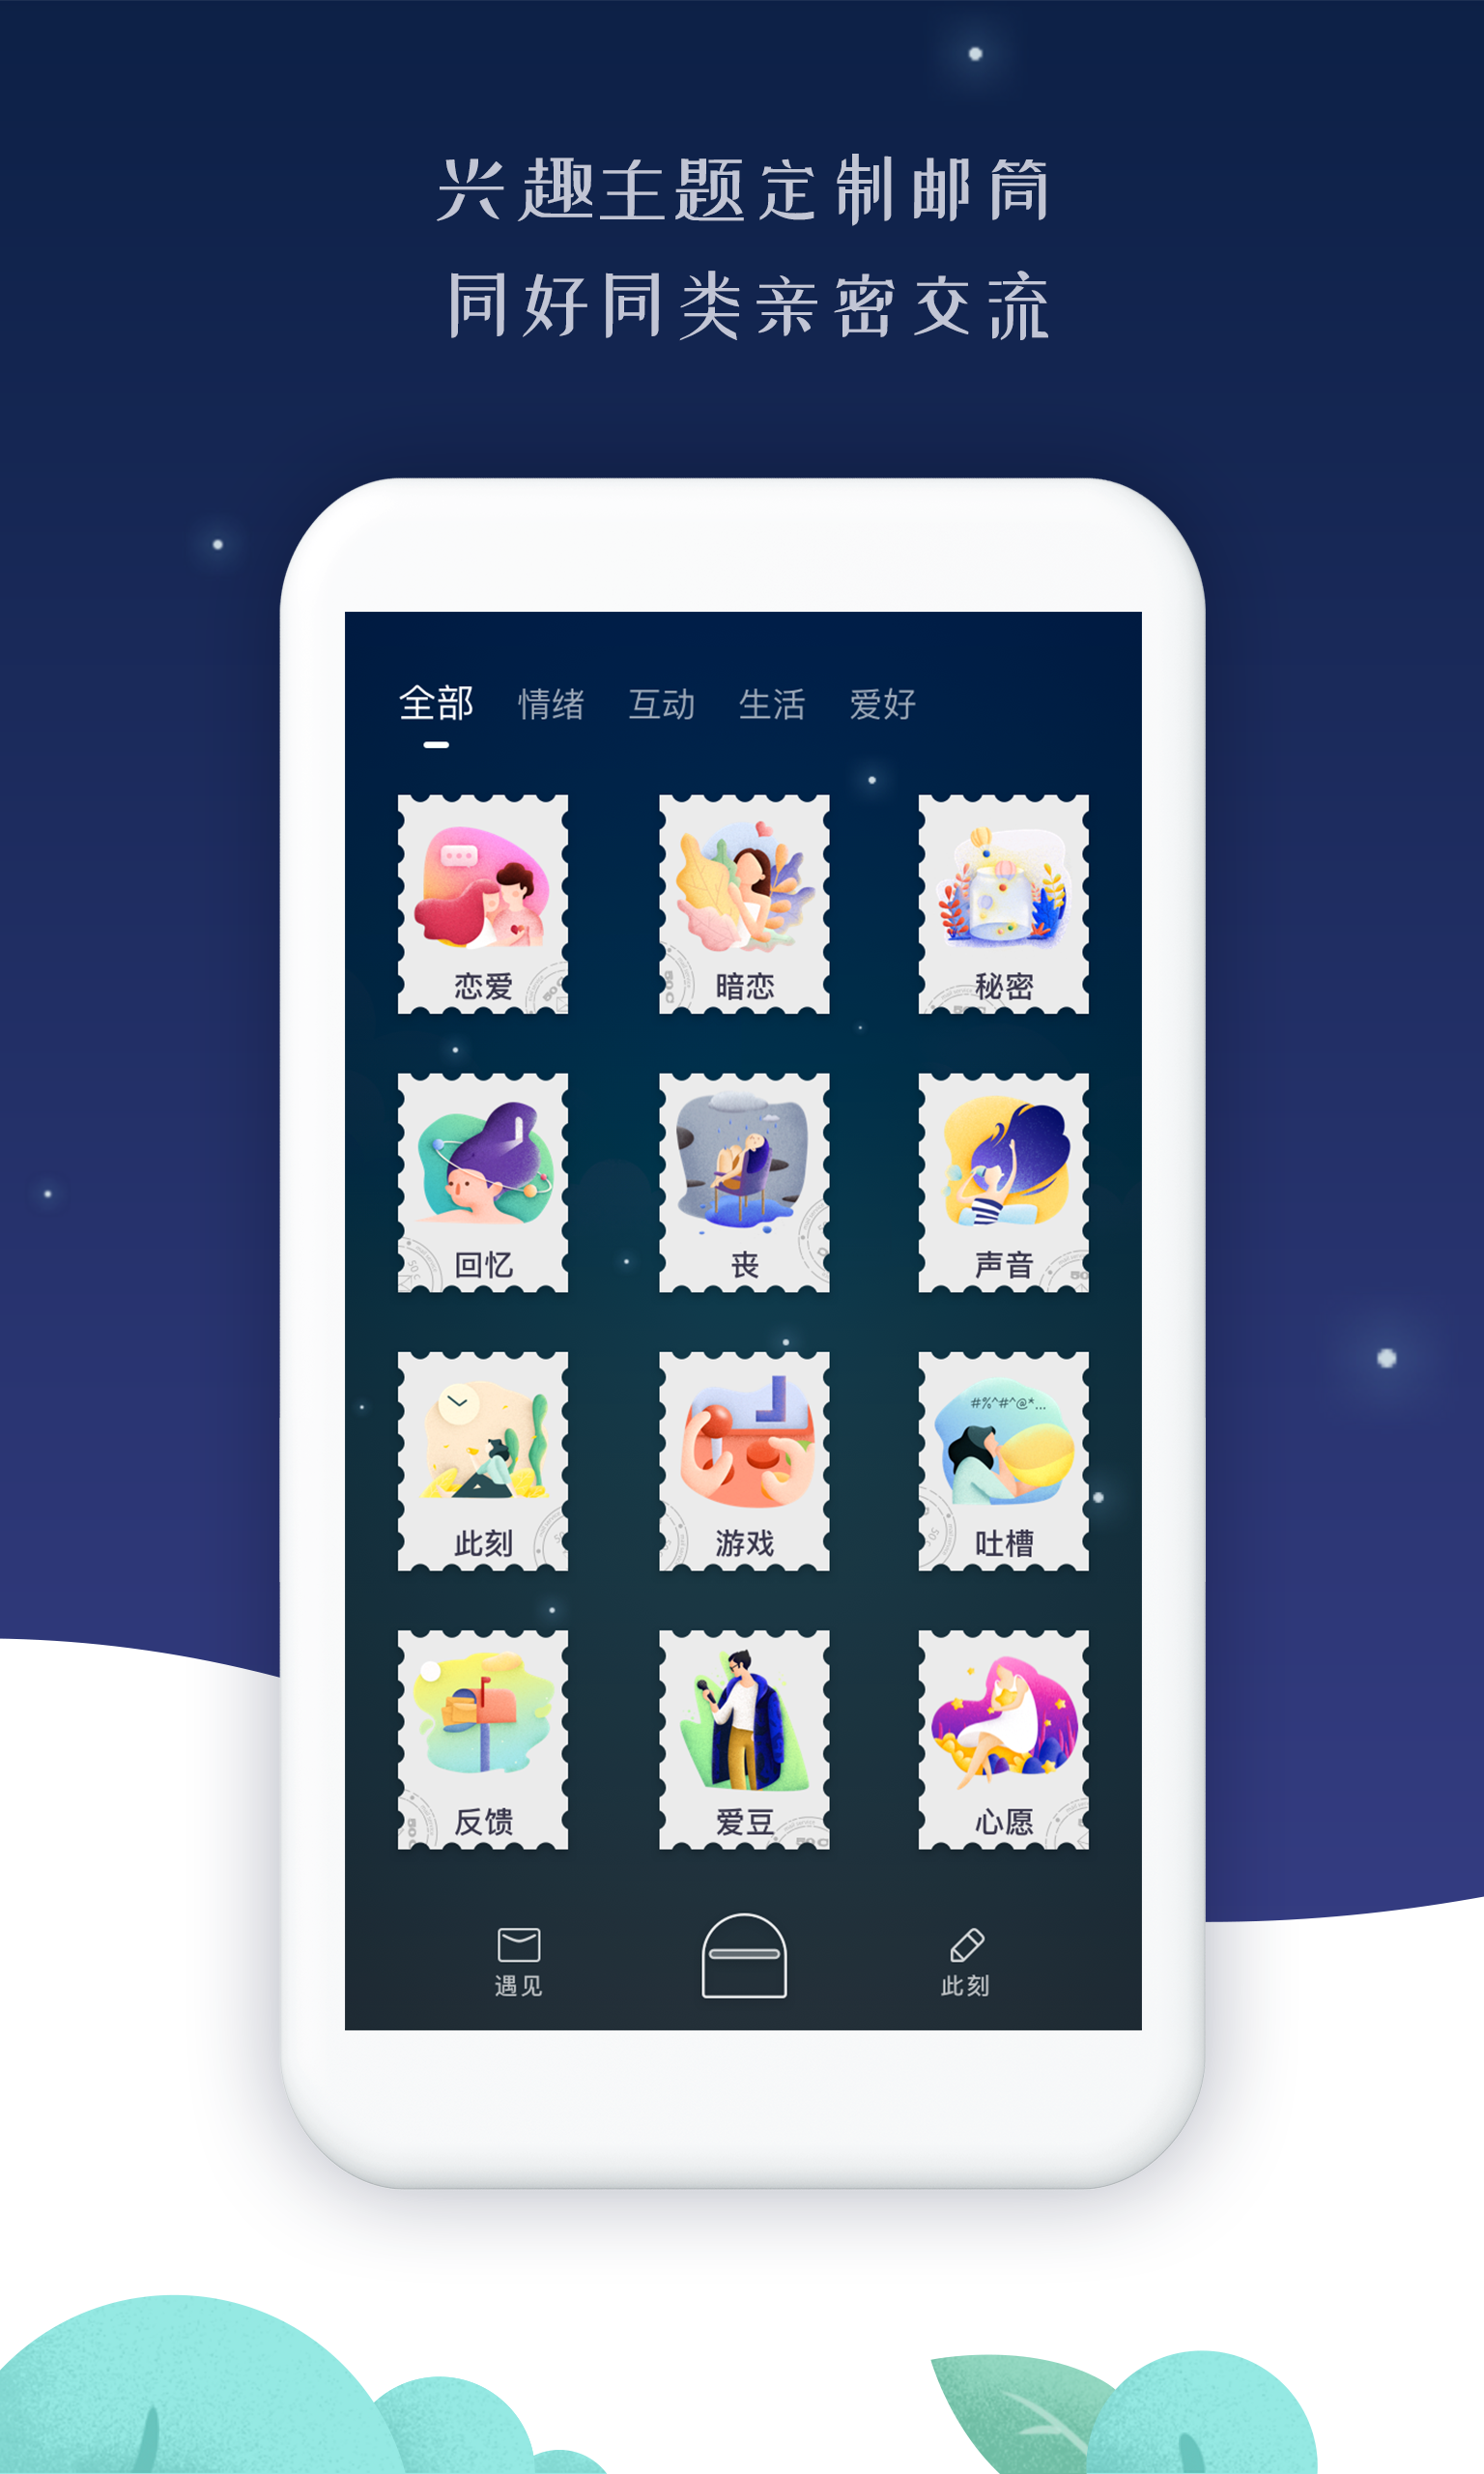 兴趣主题定制邮筒
同好同类亲密交流
全部 情绪 互动 生活 爱好
恋爱 暗恋 秘密
回忆 丧 声音
#%^#^@*...
此刻 游戏 吐槽
反馈 爱豆 心愿
遇见 此刻